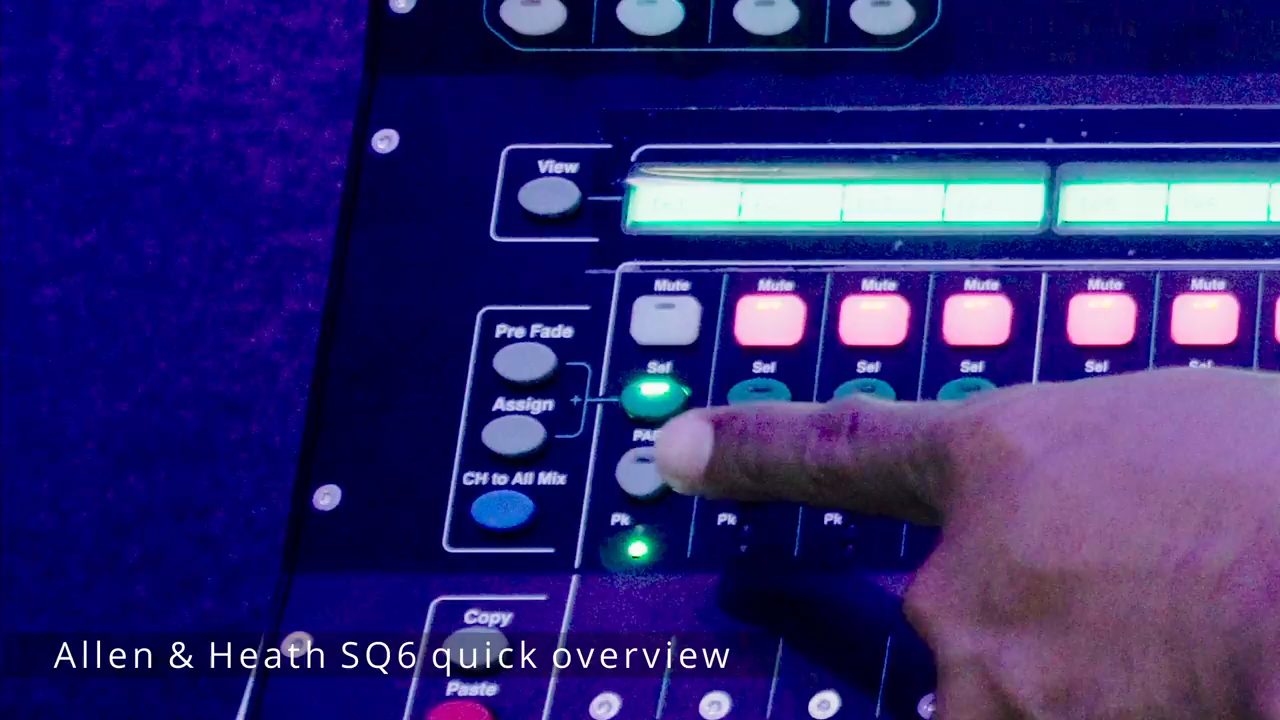 View
Mute Mute Mute Mute Mute Mute
Pre Fade
Sel Sel Sel Sel Sel Sel
Assign
CH to All Mix
Pk Pk Pk
Copy
Allen & Heath SQ6 quick overview
Paste